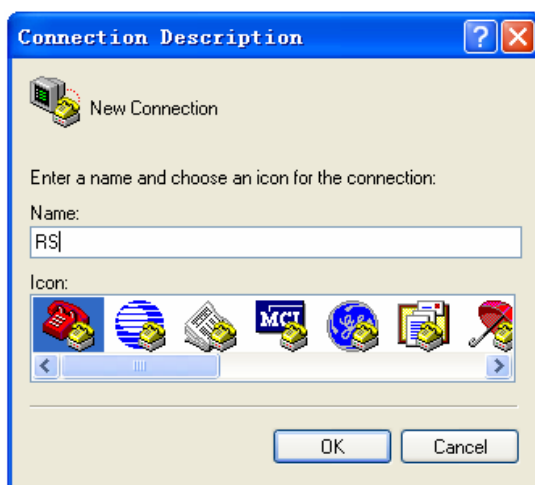 Connection Description
New Connection
Enter a name and choose an icon for the connection:
Name:
RS
Icon:
MCI
OK
Cancel